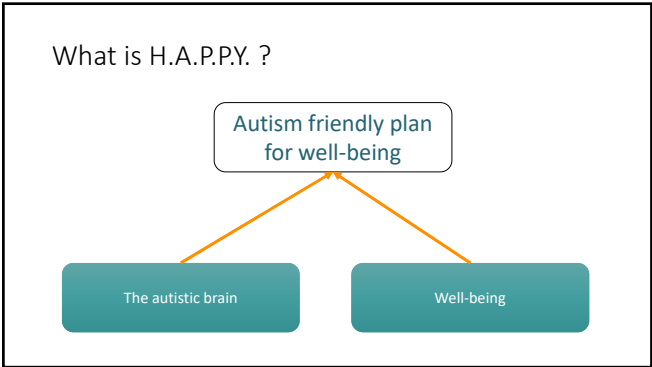 What is H.A.P.P.Y. ?
Autism friendly plan
for well-being
The autistic brain
Well-being